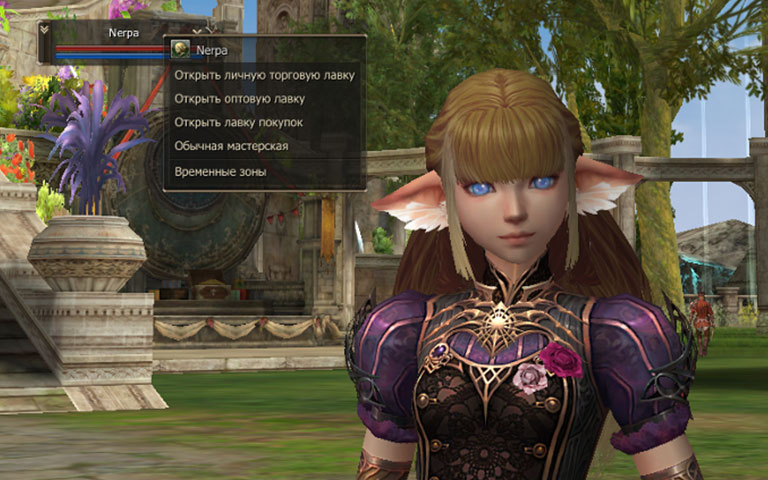 Nerpa
Nerpa
Открыть личную торговую лавку
Открыть оптовую лавку
Открыть лавку покупок
Обычная мастерская
Временные зоны